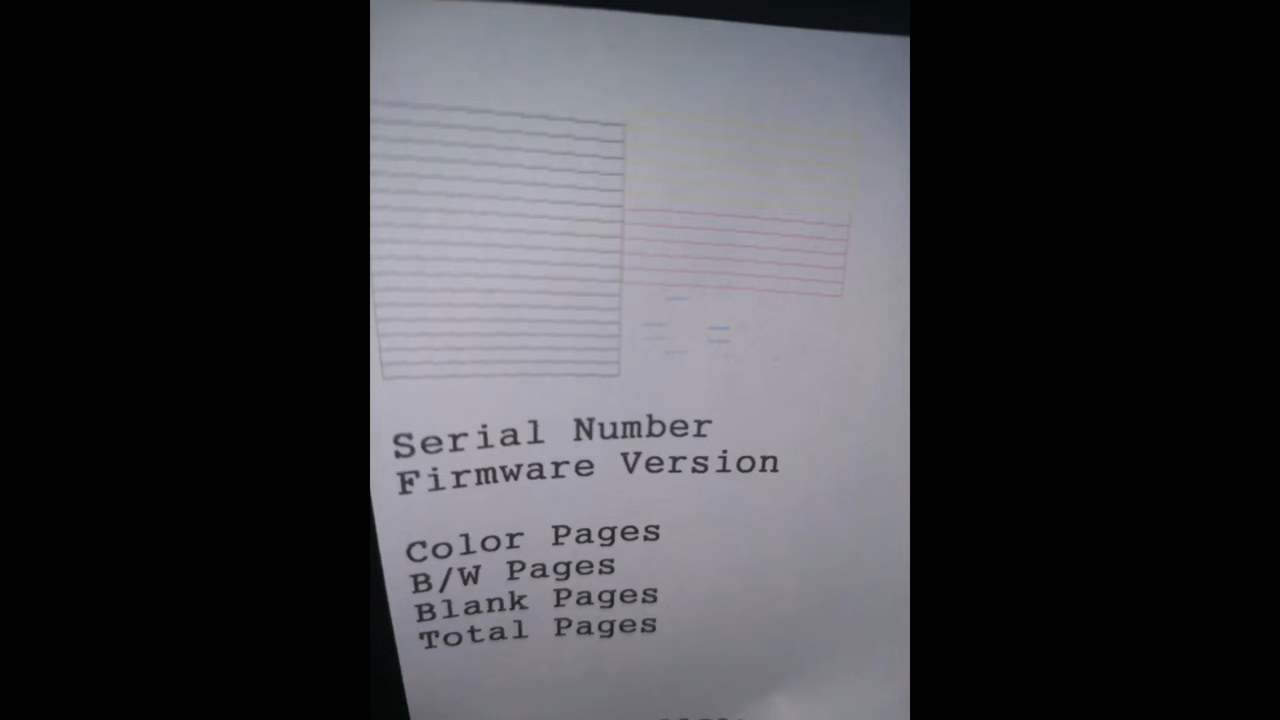 Serial Number
Firmware Version
Color Pages
B/W Pages
Blank Pages
Total Pages